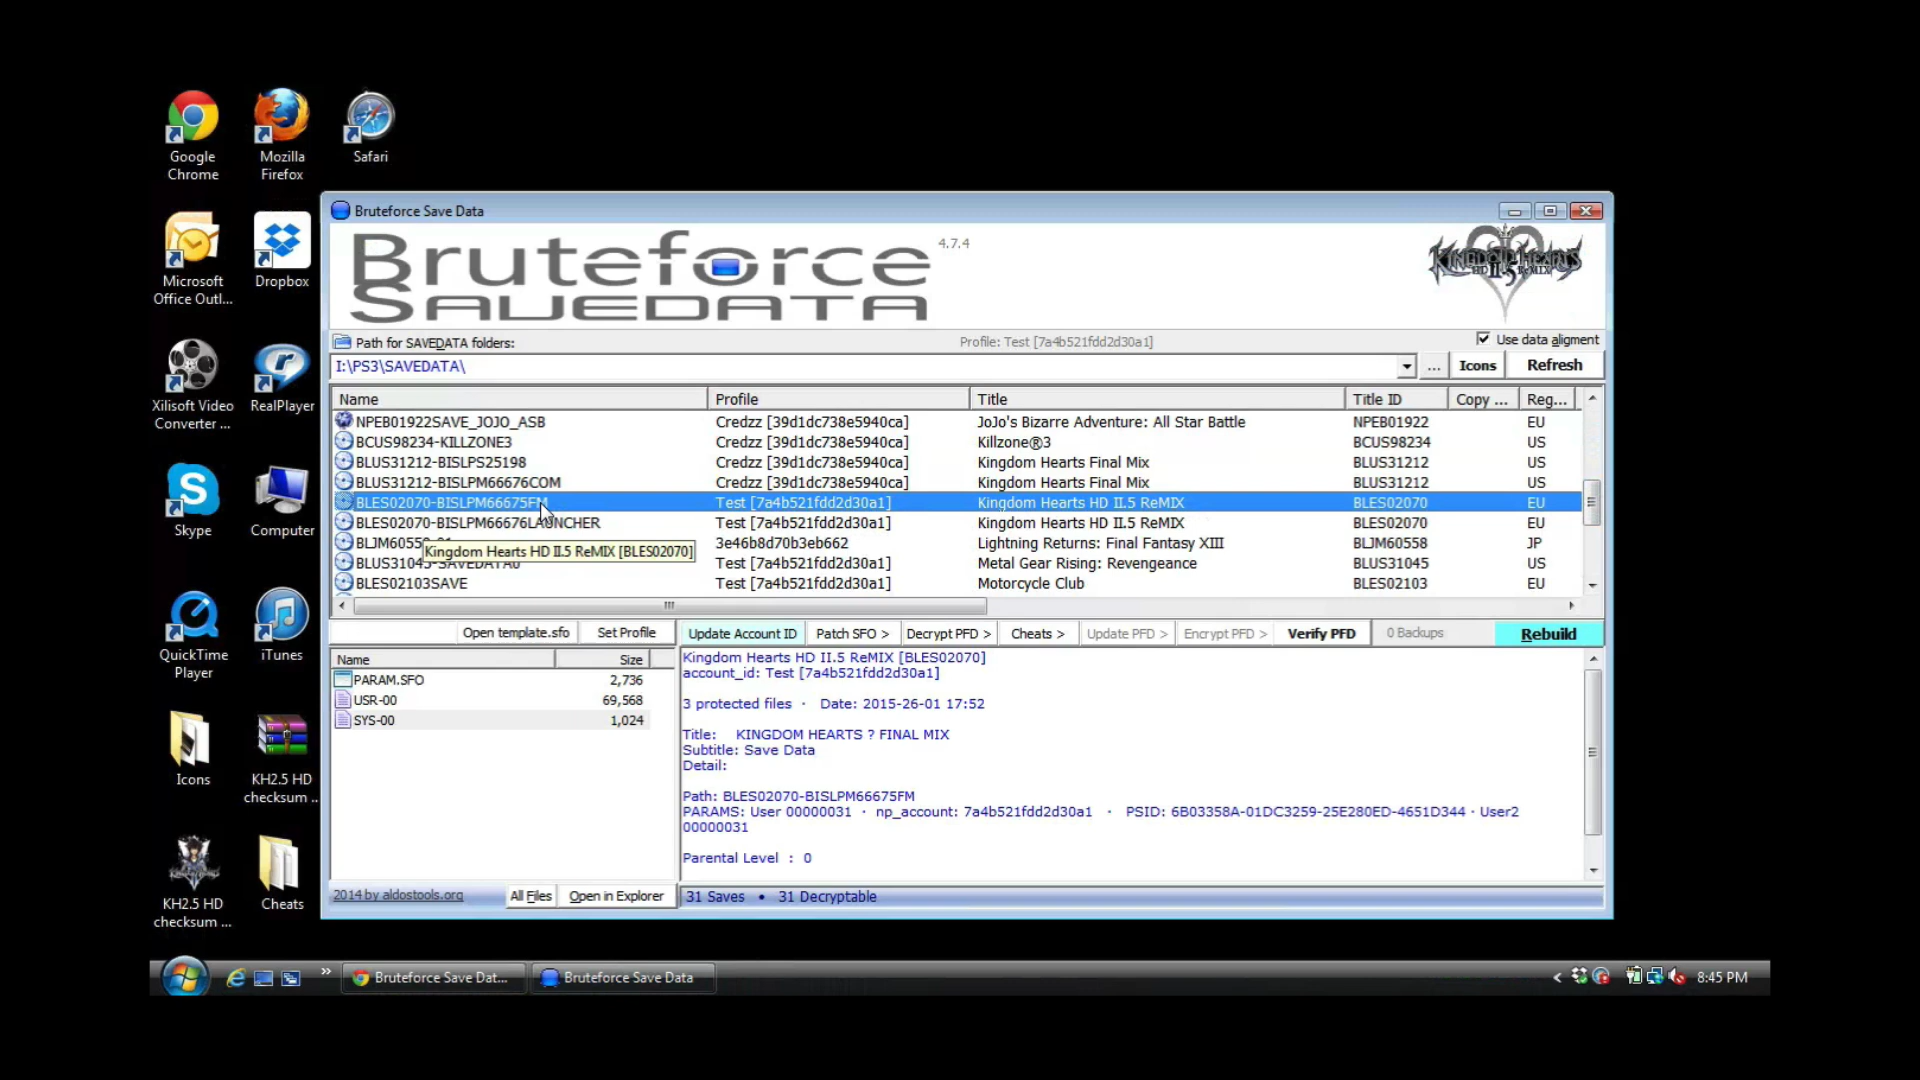 Google
Chrome
Mozilla
Firefox
Safari
Microsoft
Office Outl...
Dropbox
Xilisoft Video
Converter ...
RealPlayer
Skype
Computer
QuickTime
Player
iTunes
Icons
KH2.5 HD
checksum ..
KH2.5 HD
checksum ...
Cheats
Bruteforce Save Data
Bruteforce
SAVEDATA
4.7.4
KINGDOM HEARTS
HD II.5 ReMIX
Path for SAVEDATA folders:
Profile: Test [7a4b521fdd2d30a1]
Use data aligment
I:\PS3\SAVEDATA\
...
Icons
Refresh
Name Profile Title Title ID Copy ... Reg...
NPEB01922SAVE_JOJO_ASB Credzz [39d1dc738e5940ca] JoJo's Bizarre Adventure: All Star Battle NPEB01922 EU
BCUS98234-KILLZONE3 Credzz [39d1dc738e5940ca] Killzone®3 BCUS98234 US
BLUS31212-BISLPS25198 Credzz [39d1dc738e5940ca] Kingdom Hearts Final Mix BLUS31212 US
BLUS31212-BISLPM66676COM Credzz [39d1dc738e5940ca] Kingdom Hearts Final Mix BLUS31212 US
BLES02070-BISLPM66675FM Test [7a4b521fdd2d30a1] Kingdom Hearts HD II.5 ReMIX BLES02070 EU
BLES02070-BISLPM66676LAUNCHER Test [7a4b521fdd2d30a1] Kingdom Hearts HD II.5 ReMIX BLES02070 EU
3e46b8d70b3eb662 Lightning Returns: Final Fantasy XIII BLJM60558 JP
Kingdom Hearts HD II.5 ReMIX [BLES02070]
BLUS31045-SAVEDATA0 Test [7a4b521fdd2d30a1] Metal Gear Rising: Revengeance BLUS31045 US
BLES02103SAVE Test [7a4b521fdd2d30a1] Motorcycle Club BLES02103 EU
Open template.sfo Set Profile Update Account ID Patch SFO > Decrypt PFD > Cheats > Update PFD > Encrypt PFD > Verify PFD 0 Backups Rebuild
Name Size
PARAM.SFO 2,736
USR-00 69,568
SYS-00 1,024
Kingdom Hearts HD II.5 ReMIX [BLES02070]
account_id: Test [7a4b521fdd2d30a1]
3 protected files · Date: 2015-26-01 17:52
Title: KINGDOM HEARTS ? FINAL MIX
Subtitle: Save Data
Detail:
Path: BLES02070-BISLPM66675FM
PARAMS: User 00000031 · np_account: 7a4b521fdd2d30a1 · PSID: 6B03358A-01DC3259-25E280ED-4651D344 · User2
00000031
Parental Level : 0
2014 by aldostools.org All Files Open in Explorer 31 Saves • 31 Decryptable
» Bruteforce Save Dat... Bruteforce Save Data < 8:45 PM